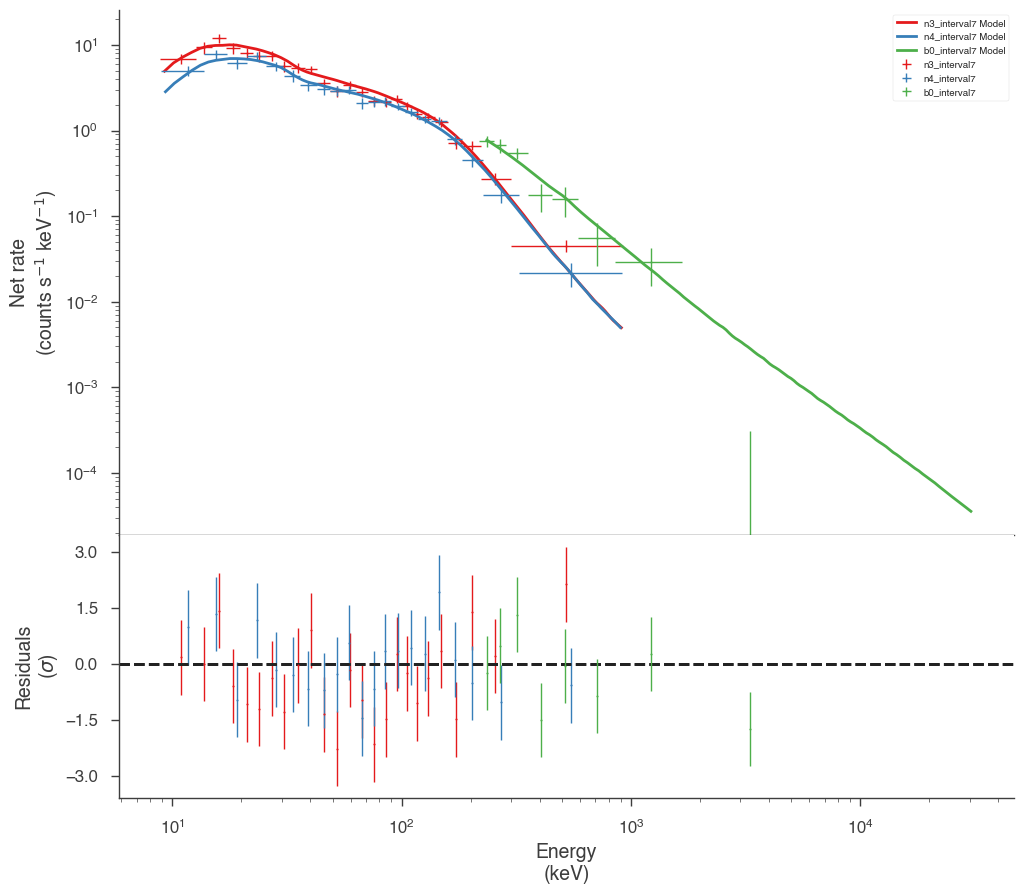 n3_interval7 Model
n4_interval7 Model
b0_interval7 Model
n3_interval7
n4_interval7
b0_interval7
Net rate
(counts s⁻¹ keV⁻¹)
10¹
10⁰
10⁻¹
10⁻²
10⁻³
10⁻⁴
Residuals
(σ)
3.0
1.5
0.0
−1.5
−3.0
10¹ 10² 10³ 10⁴
Energy
(keV)